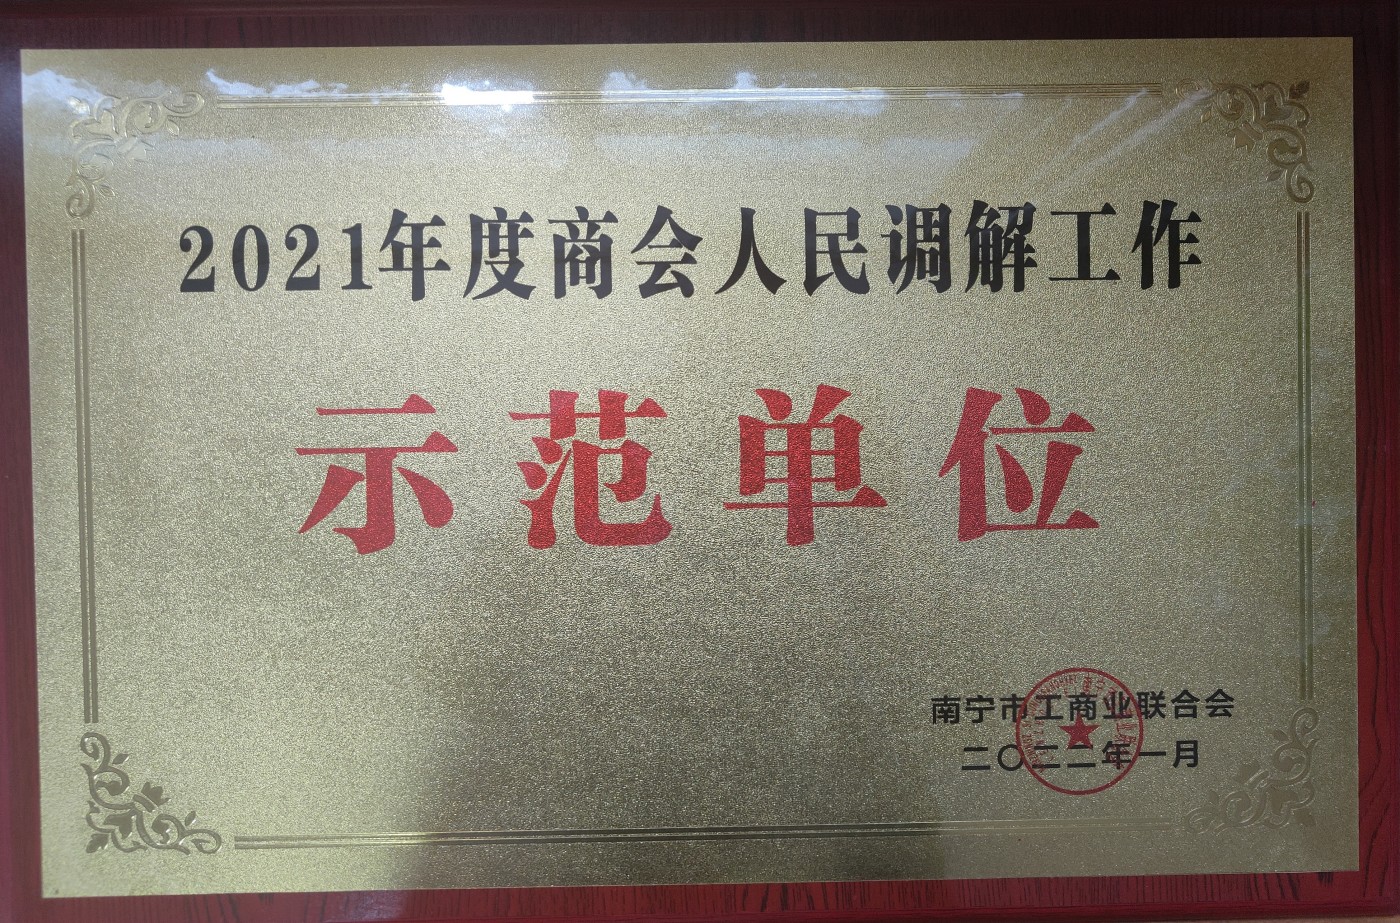 2021年度商会人民调解工作
示范单位
南宁市工商业联合会
二〇二二年一月